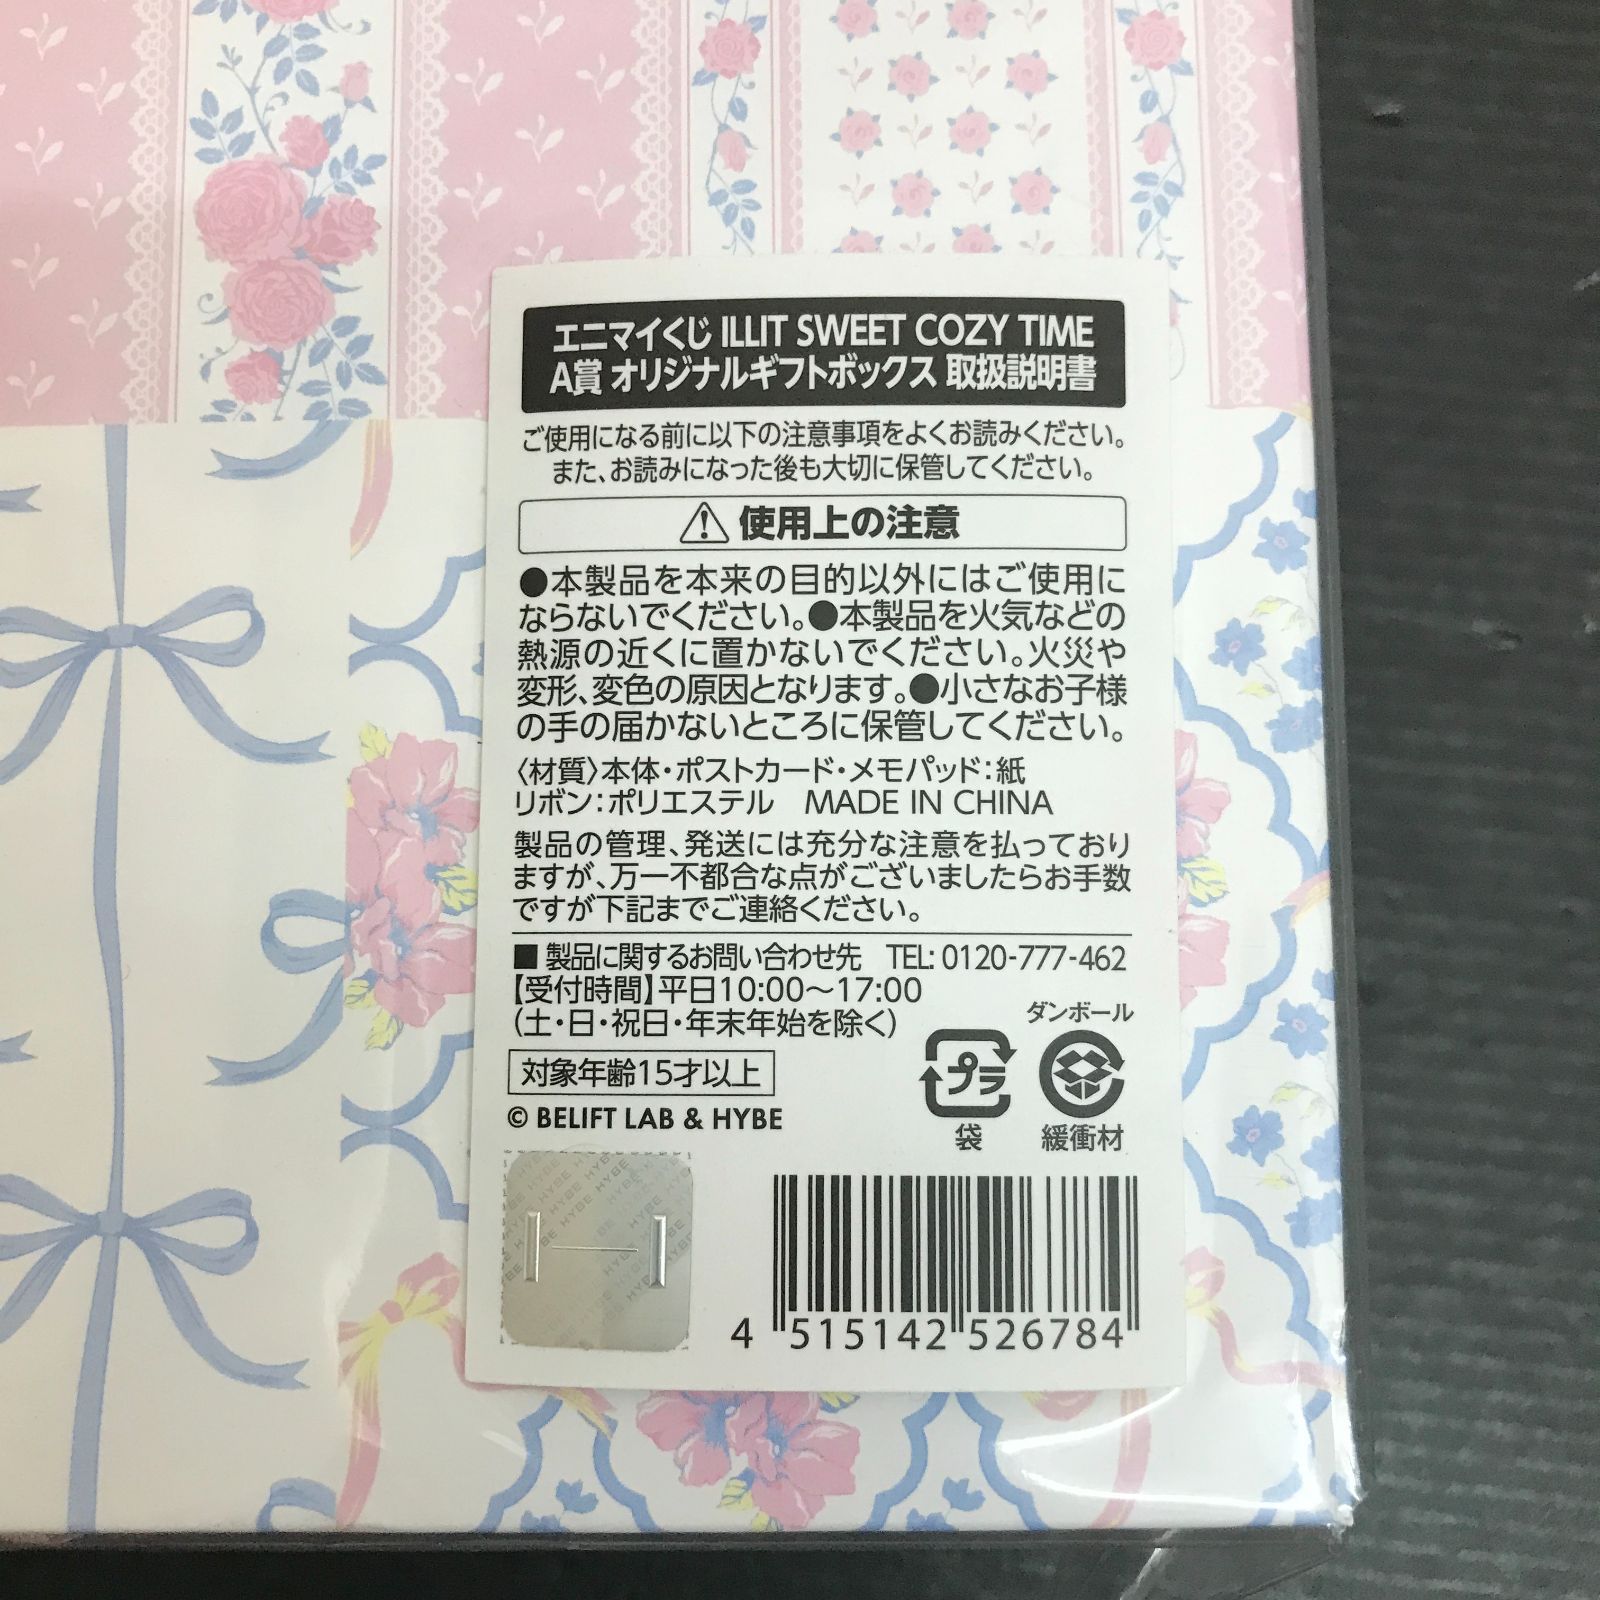 エニマイくじ ILLIT SWEET COZY TIME
A賞 オリジナルギフトボックス 取扱説明書
ご使用になる前に以下の注意事項をよくお読みください。
また、お読みになった後も大切に保管してください。
使用上の注意
●本製品を本来の目的以外にはご使用に
ならないでください。●本製品を火気などの
熱源の近くに置かないでください。火災や
変形、変色の原因となります。●小さなお子様
の手の届かないところに保管してください。
〈材質〉本体・ポストカード・メモパッド：紙
リボン：ポリエステル MADE IN CHINA
製品の管理、発送には充分な注意を払っており
ますが、万一不都合な点がございましたらお手数
ですが下記までご連絡ください。
■ 製品に関するお問い合わせ先 TEL: 0120-777-462
【受付時間】平日10:00～17:00
（土・日・祝日・年末年始を除く）
ダンボール
プラ
袋
緩衝材
対象年齢15才以上
© BELIFT LAB & HYBE
HYBE HYBE HYBE
4 515142 526784